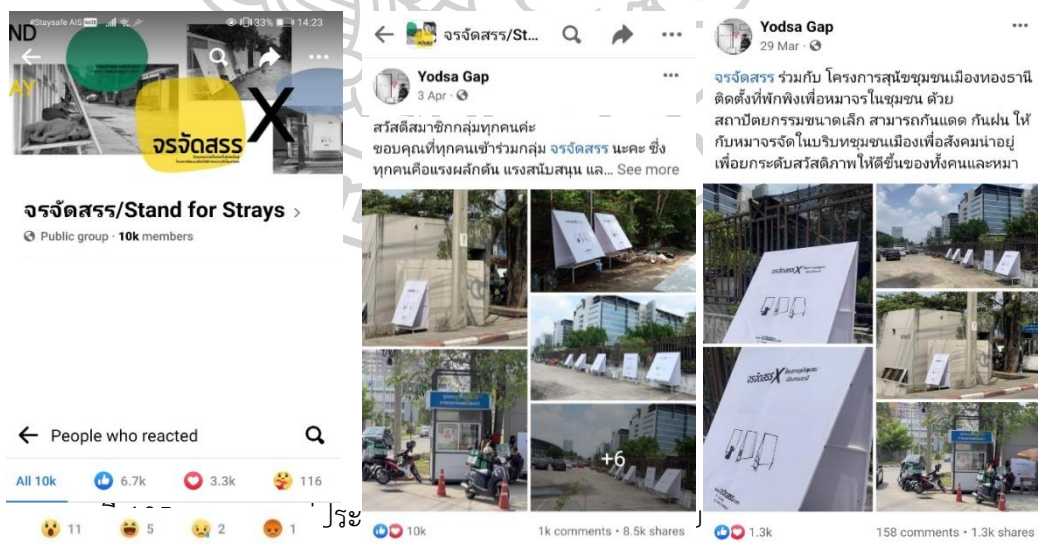 #Staysafe AIS
33% 14:23
ND
AY
จรจัดสรร X
จรจัดสรร/Stand for Strays >
Public group · 10k members
← People who reacted
All 10k 6.7k 3.3k 116
11 5 2 1
← จรจัดสรร/St... ...
Yodsa Gap ...
3 Apr ·
สวัสดีสมาชิกกลุ่มทุกคนค่ะ
ขอบคุณที่ทุกคนเข้าร่วมกลุ่ม จรจัดสรร นะคะ ซึ่ง
ทุกคนคือแรงผลักดัน แรงสนับสนุน แล... See more
+6
10k 1k comments • 8.5k shares
ประ
Yodsa Gap ...
29 Mar ·
จรจัดสรร ร่วมกับ โครงการสุนัขชุมชนเมืองทองธานี
ติดตั้งที่พักพิงเพื่อหมาจรในชุมชน ด้วย
สถาปัตยกรรมขนาดเล็ก สามารถกันแดด กันฝน ให้
กับหมาจรจัดในบริบทชุมชนเมืองเพื่อสังคมน่าอยู่
เพื่อยกระดับสวัสดิภาพให้ดีขึ้นของทั้งคนและหมา
จรจัดสรร X
จรจัดสรร X
1.3k 158 comments • 1.3k shares